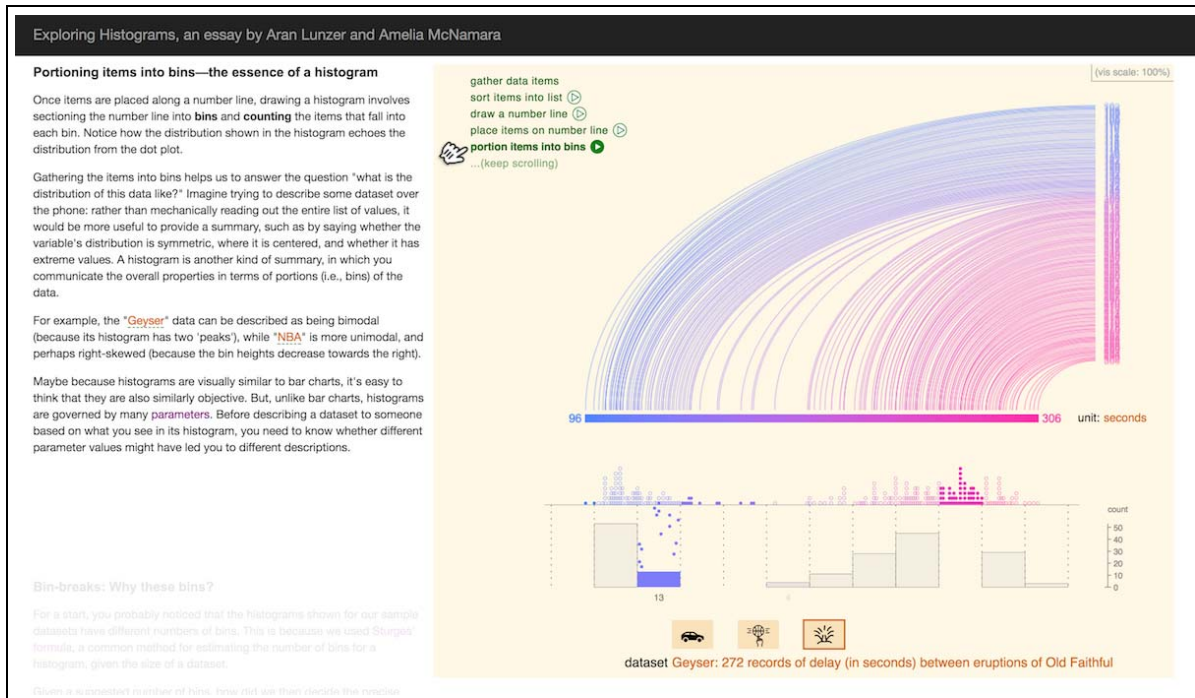 Exploring Histograms, an essay by Aran Lunzer and Amelia McNamara
Portioning items into bins—the essence of a histogram
Once items are placed along a number line, drawing a histogram involves
sectioning the number line into bins and counting the items that fall into
each bin. Notice how the distribution shown in the histogram echoes the
distribution from the dot plot.
Gathering the items into bins helps us to answer the question "what is the
distribution of this data like?" Imagine trying to describe some dataset over
the phone: rather than mechanically reading out the entire list of values, it
would be more useful to provide a summary, such as by saying whether the
variable's distribution is symmetric, where it is centered, and whether it has
extreme values. A histogram is another kind of summary, in which you
communicate the overall properties in terms of portions (i.e., bins) of the
data.
For example, the "Geyser" data can be described as being bimodal
(because its histogram has two 'peaks'), while "NBA" is more unimodal, and
perhaps right-skewed (because the bin heights decrease towards the right).
Maybe because histograms are visually similar to bar charts, it's easy to
think that they are also similarly objective. But, unlike bar charts, histograms
are governed by many parameters. Before describing a dataset to someone
based on what you see in its histogram, you need to know whether different
parameter values might have led you to different descriptions.
Bin-breaks: Why these bins?
For a start, you probably noticed that the histograms shown for our sample
datasets have different numbers of bins. This is because we used Sturges'
formula, a common method for estimating the number of bins for a
histogram, given the size of a dataset.
Given a suggested number of bins, how did we then decide the precise
(vis scale: 100%)
gather data items
sort items into list
draw a number line
place items on number line
portion items into bins
...(keep scrolling)
96
306
unit: seconds
count
50
40
30
20
10
0
13
dataset Geyser: 272 records of delay (in seconds) between eruptions of Old Faithful